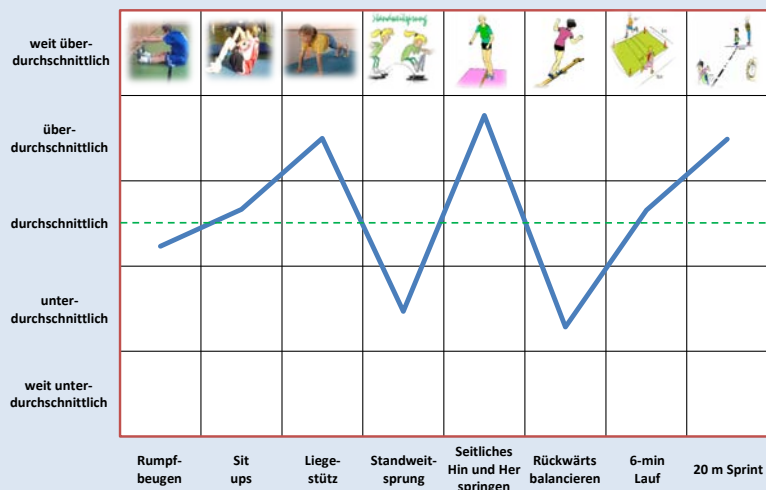 weit über-
durchschnittlich
Standweitsprung
über-
durchschnittlich
durchschnittlich
unter-
durchschnittlich
weit unter-
durchschnittlich
Rumpf-
beugen
Sit
ups
Liege-
stütz
Standweit-
sprung
Seitliches
Hin und Her
springen
Rückwärts
balancieren
6-min
Lauf
20 m Sprint